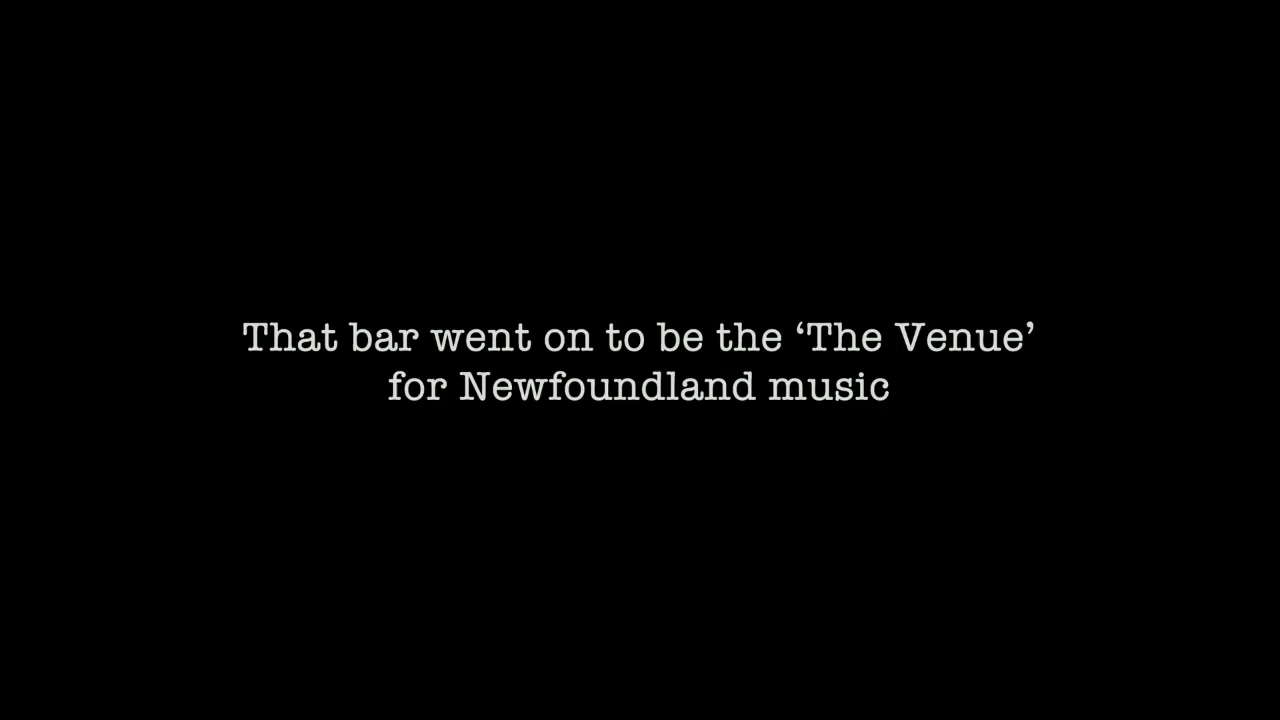 That bar went on to be the ‘The Venue’
for Newfoundland music